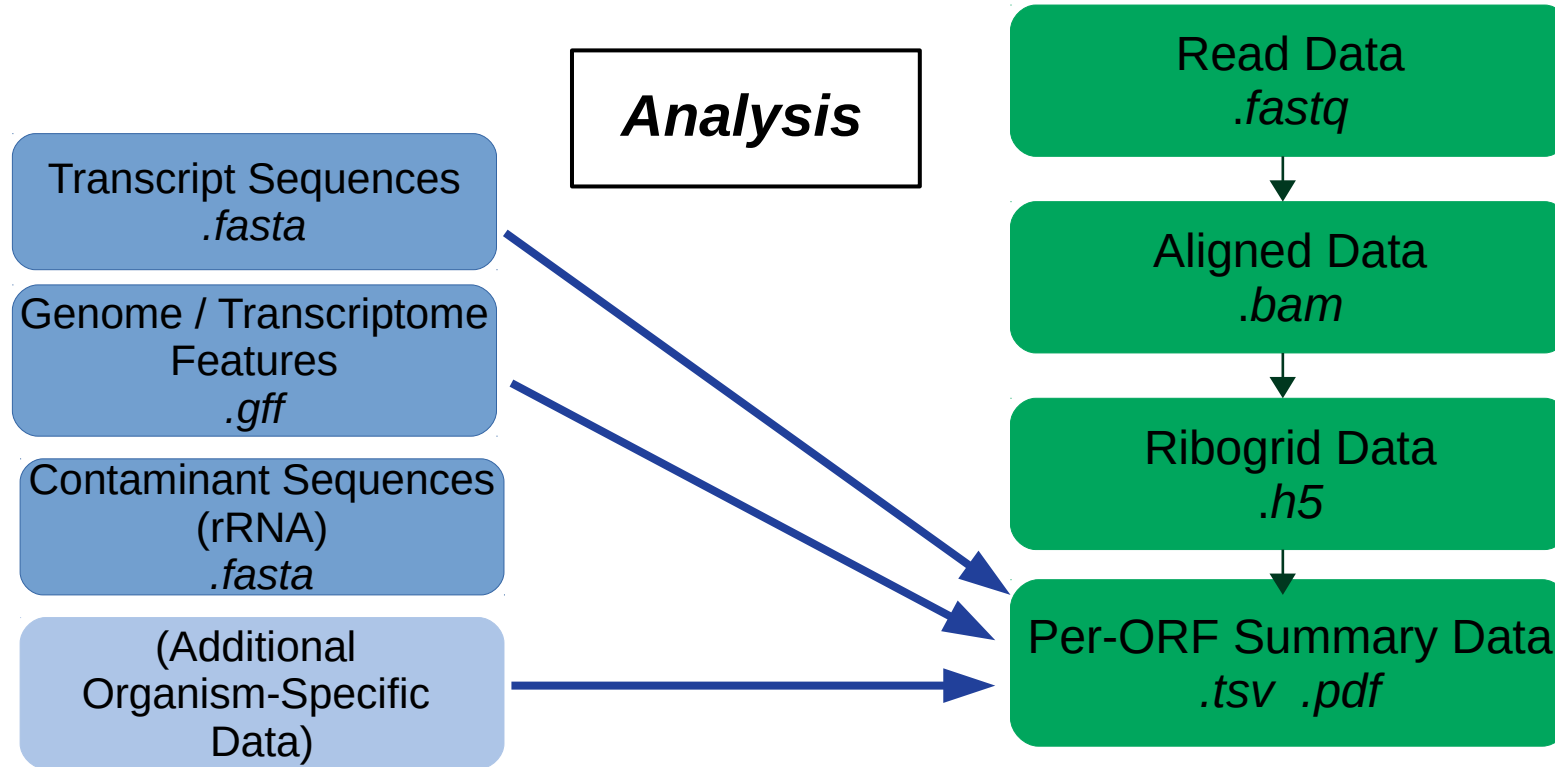 Analysis
Transcript Sequences
.fasta
Genome / Transcriptome
Features
.gff
Contaminant Sequences
(rRNA)
.fasta
(Additional
Organism-Specific
Data)
Read Data
.fastq
Aligned Data
.bam
Ribogrid Data
.h5
Per-ORF Summary Data
.tsv .pdf